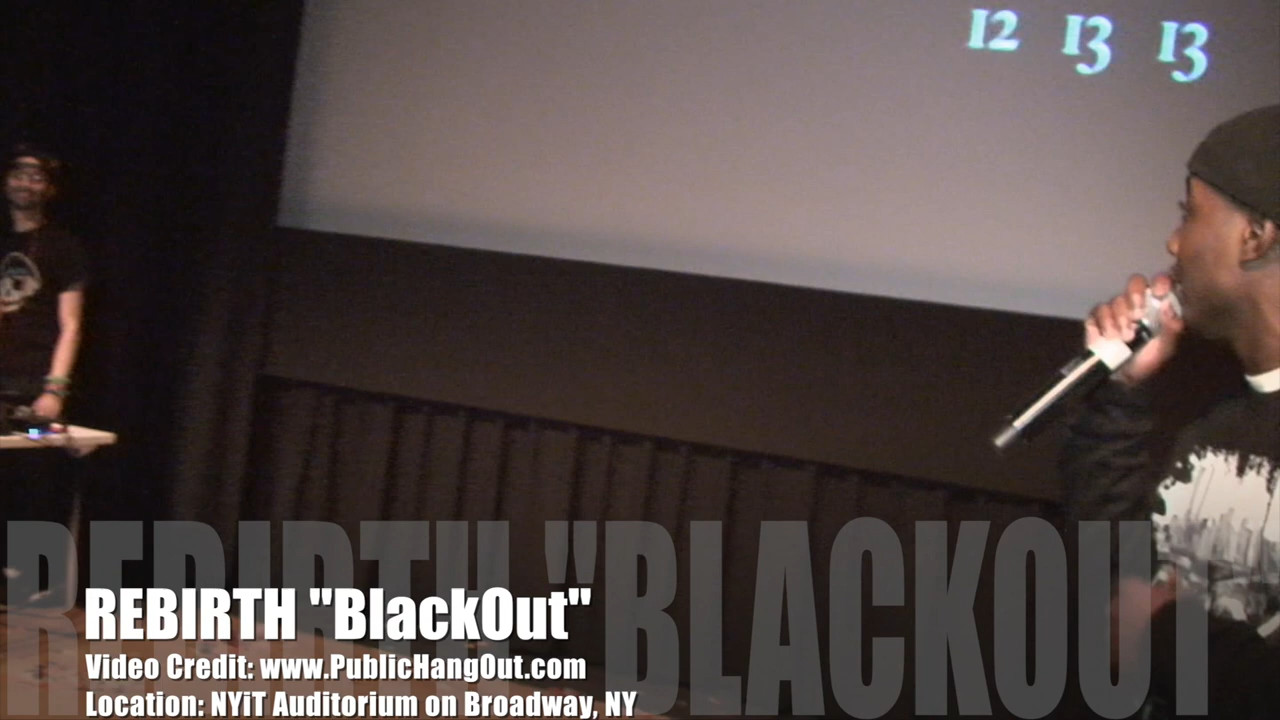 12 13 13
REBIRTH "BLACKOUT
REBIRTH "BlackOut"
Video Credit: www.PublicHangOut.com
Location: NYiT Auditorium on Broadway, NY